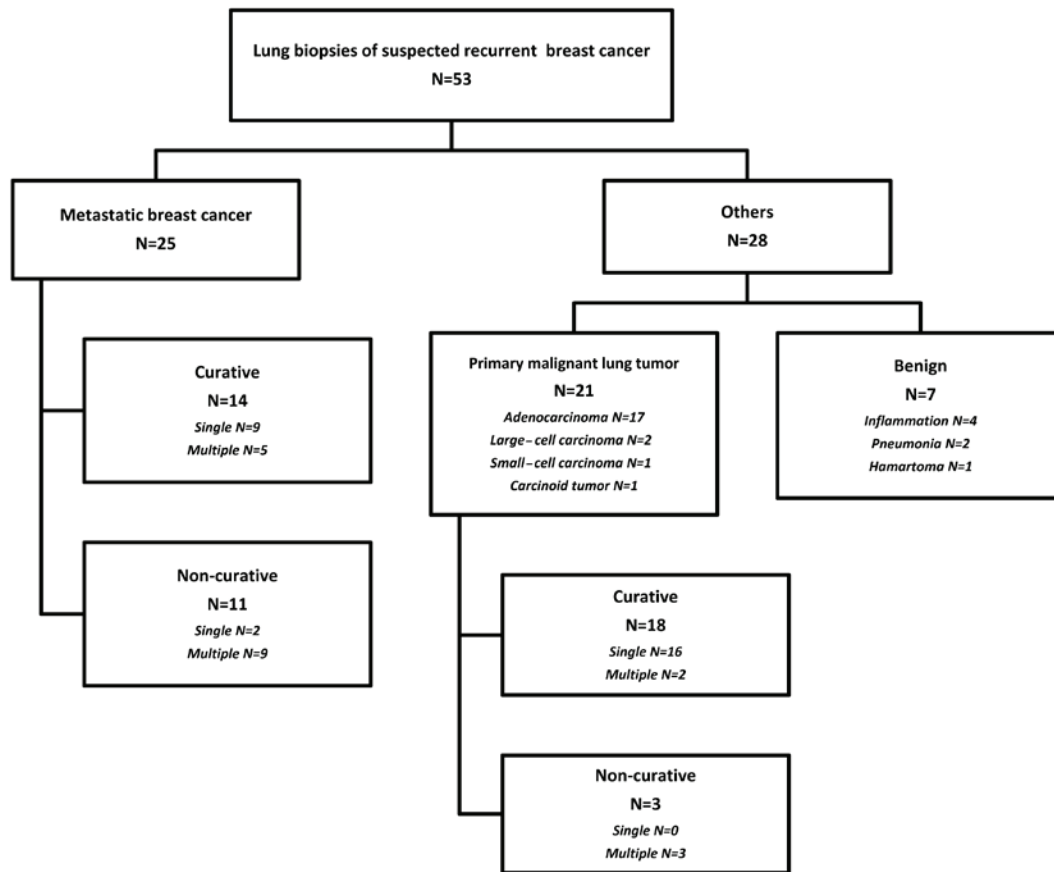 Lung biopsies of suspected recurrent breast cancer
N=53
Metastatic breast cancer
N=25
Others
N=28
Curative
N=14
Single N=9
Multiple N=5
Non-curative
N=11
Single N=2
Multiple N=9
Primary malignant lung tumor
N=21
Adenocarcinoma N=17
Large-cell carcinoma N=2
Small-cell carcinoma N=1
Carcinoid tumor N=1
Benign
N=7
Inflammation N=4
Pneumonia N=2
Hamartoma N=1
Curative
N=18
Single N=16
Multiple N=2
Non-curative
N=3
Single N=0
Multiple N=3